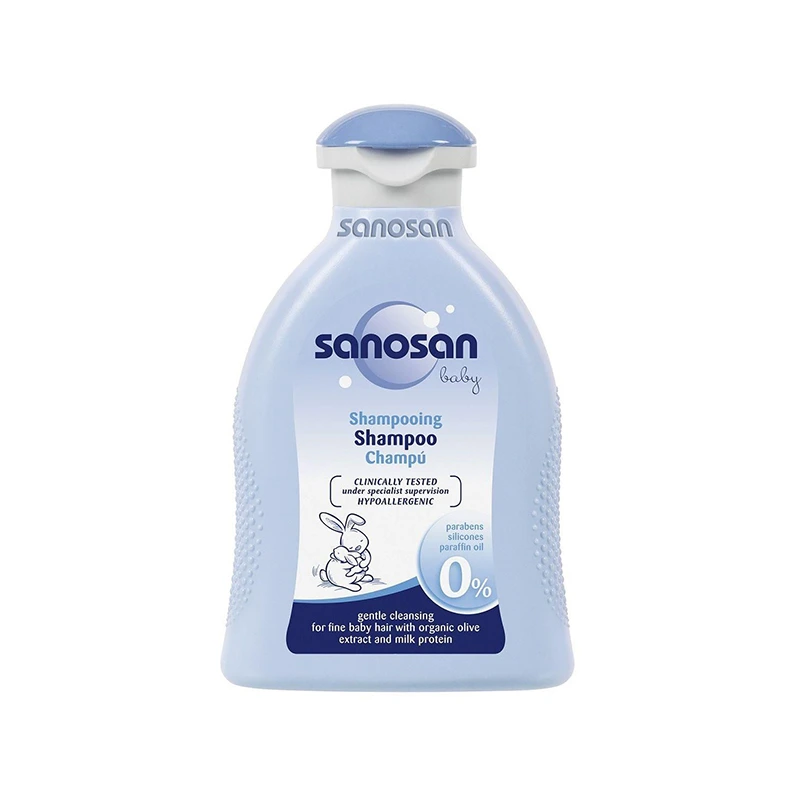 sanosan
sanosan
baby
Shampooing
Shampoo
Champú
CLINICALLY TESTED
under specialist supervision
HYPOALLERGENIC
parabens
silicones
paraffin oil
0%
gentle cleansing
for fine baby hair with organic olive
extract and milk protein